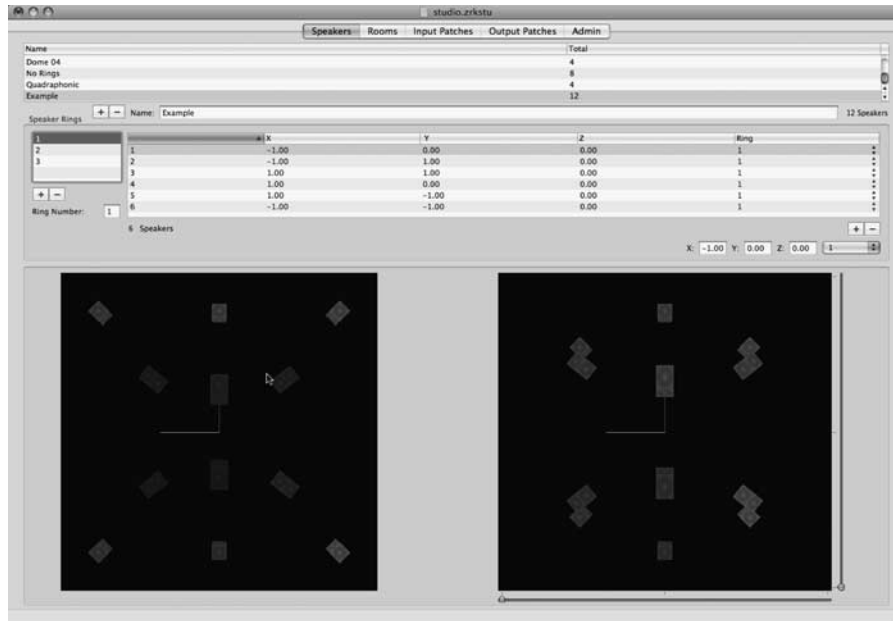 studio.zrkstu
Speakers Rooms Input Patches Output Patches Admin
Name Total
Dome 04 4
No Rings 8
Quadraphonic 4
Example 12
Speaker Rings + − Name: Example 12 Speakers
X Y Z Ring
1
2
3
1 -1.00 0.00 0.00 1
2 -1.00 1.00 0.00 1
3 1.00 1.00 0.00 1
4 1.00 0.00 0.00 1
5 1.00 -1.00 0.00 1
6 -1.00 -1.00 0.00 1
+ −
Ring Number: 1
6 Speakers + −
X: -1.00 Y: 0.00 Z: 0.00 1